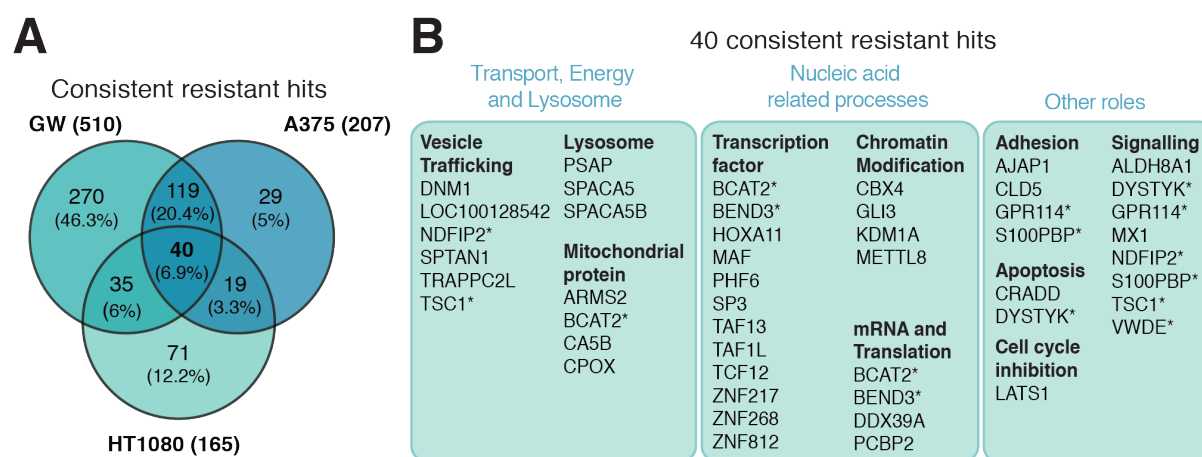 A
Consistent resistant hits
GW (510)
A375 (207)
270
(46.3%)
119
(20.4%)
29
(5%)
40
(6.9%)
35
(6%)
19
(3.3%)
71
(12.2%)
HT1080 (165)
B
40 consistent resistant hits
Transport, Energy
and Lysosome
Vesicle
Trafficking
DNM1
LOC100128542
NDFIP2*
SPTAN1
TRAPPC2L
TSC1*
Lysosome
PSAP
SPACA5
SPACA5B
Mitochondrial
protein
ARMS2
BCAT2*
CA5B
CPOX
Nucleic acid
related processes
Transcription
factor
BCAT2*
BEND3*
HOXA11
MAF
PHF6
SP3
TAF13
TAF1L
TCF12
ZNF217
ZNF268
ZNF812
Chromatin
Modification
CBX4
GLI3
KDM1A
METTL8
mRNA and
Translation
BCAT2*
BEND3*
DDX39A
PCBP2
Other roles
Adhesion
AJAP1
CLD5
GPR114*
S100PBP*
Apoptosis
CRADD
DYSTYK*
Cell cycle
inhibition
LATS1
Signalling
ALDH8A1
DYSTYK*
GPR114*
MX1
NDFIP2*
S100PBP*
TSC1*
VWDE*